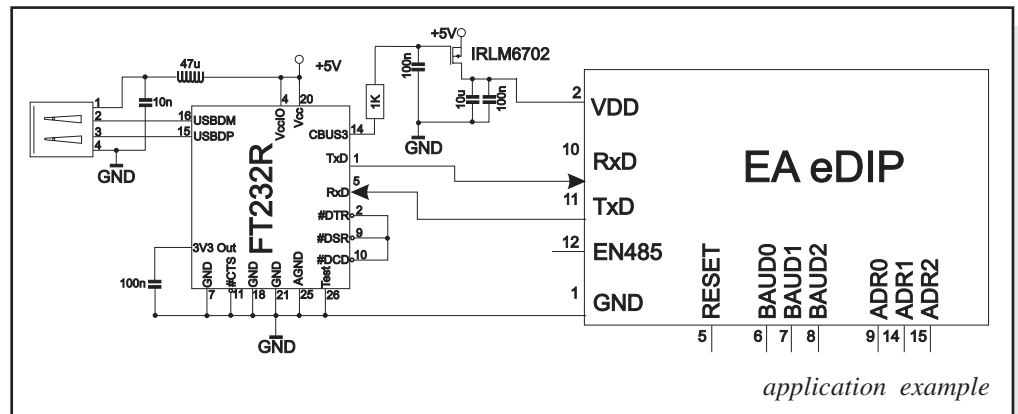 +5V
IRLM6702
47u
+5V
100n
10u
100n
1K
10n
1
2
3
4
16 USBDM
15 USBDP
4
20
VccIO
Vcc
CBUS3 14
GND
GND
TxD 1
RxD 5
#DTR 2
#DSR 9
#DCD 10
FT232R
3V3 Out
100n
GND
#CTS
GND
GND
AGND
Test
7
11
18
21
25
26
GND
EA eDIP
2 VDD
10 RxD
11 TxD
12 EN485
1 GND
RESET
BAUD0
BAUD1
BAUD2
ADR0
ADR1
ADR2
5
6
7
8
9
14
15
application example